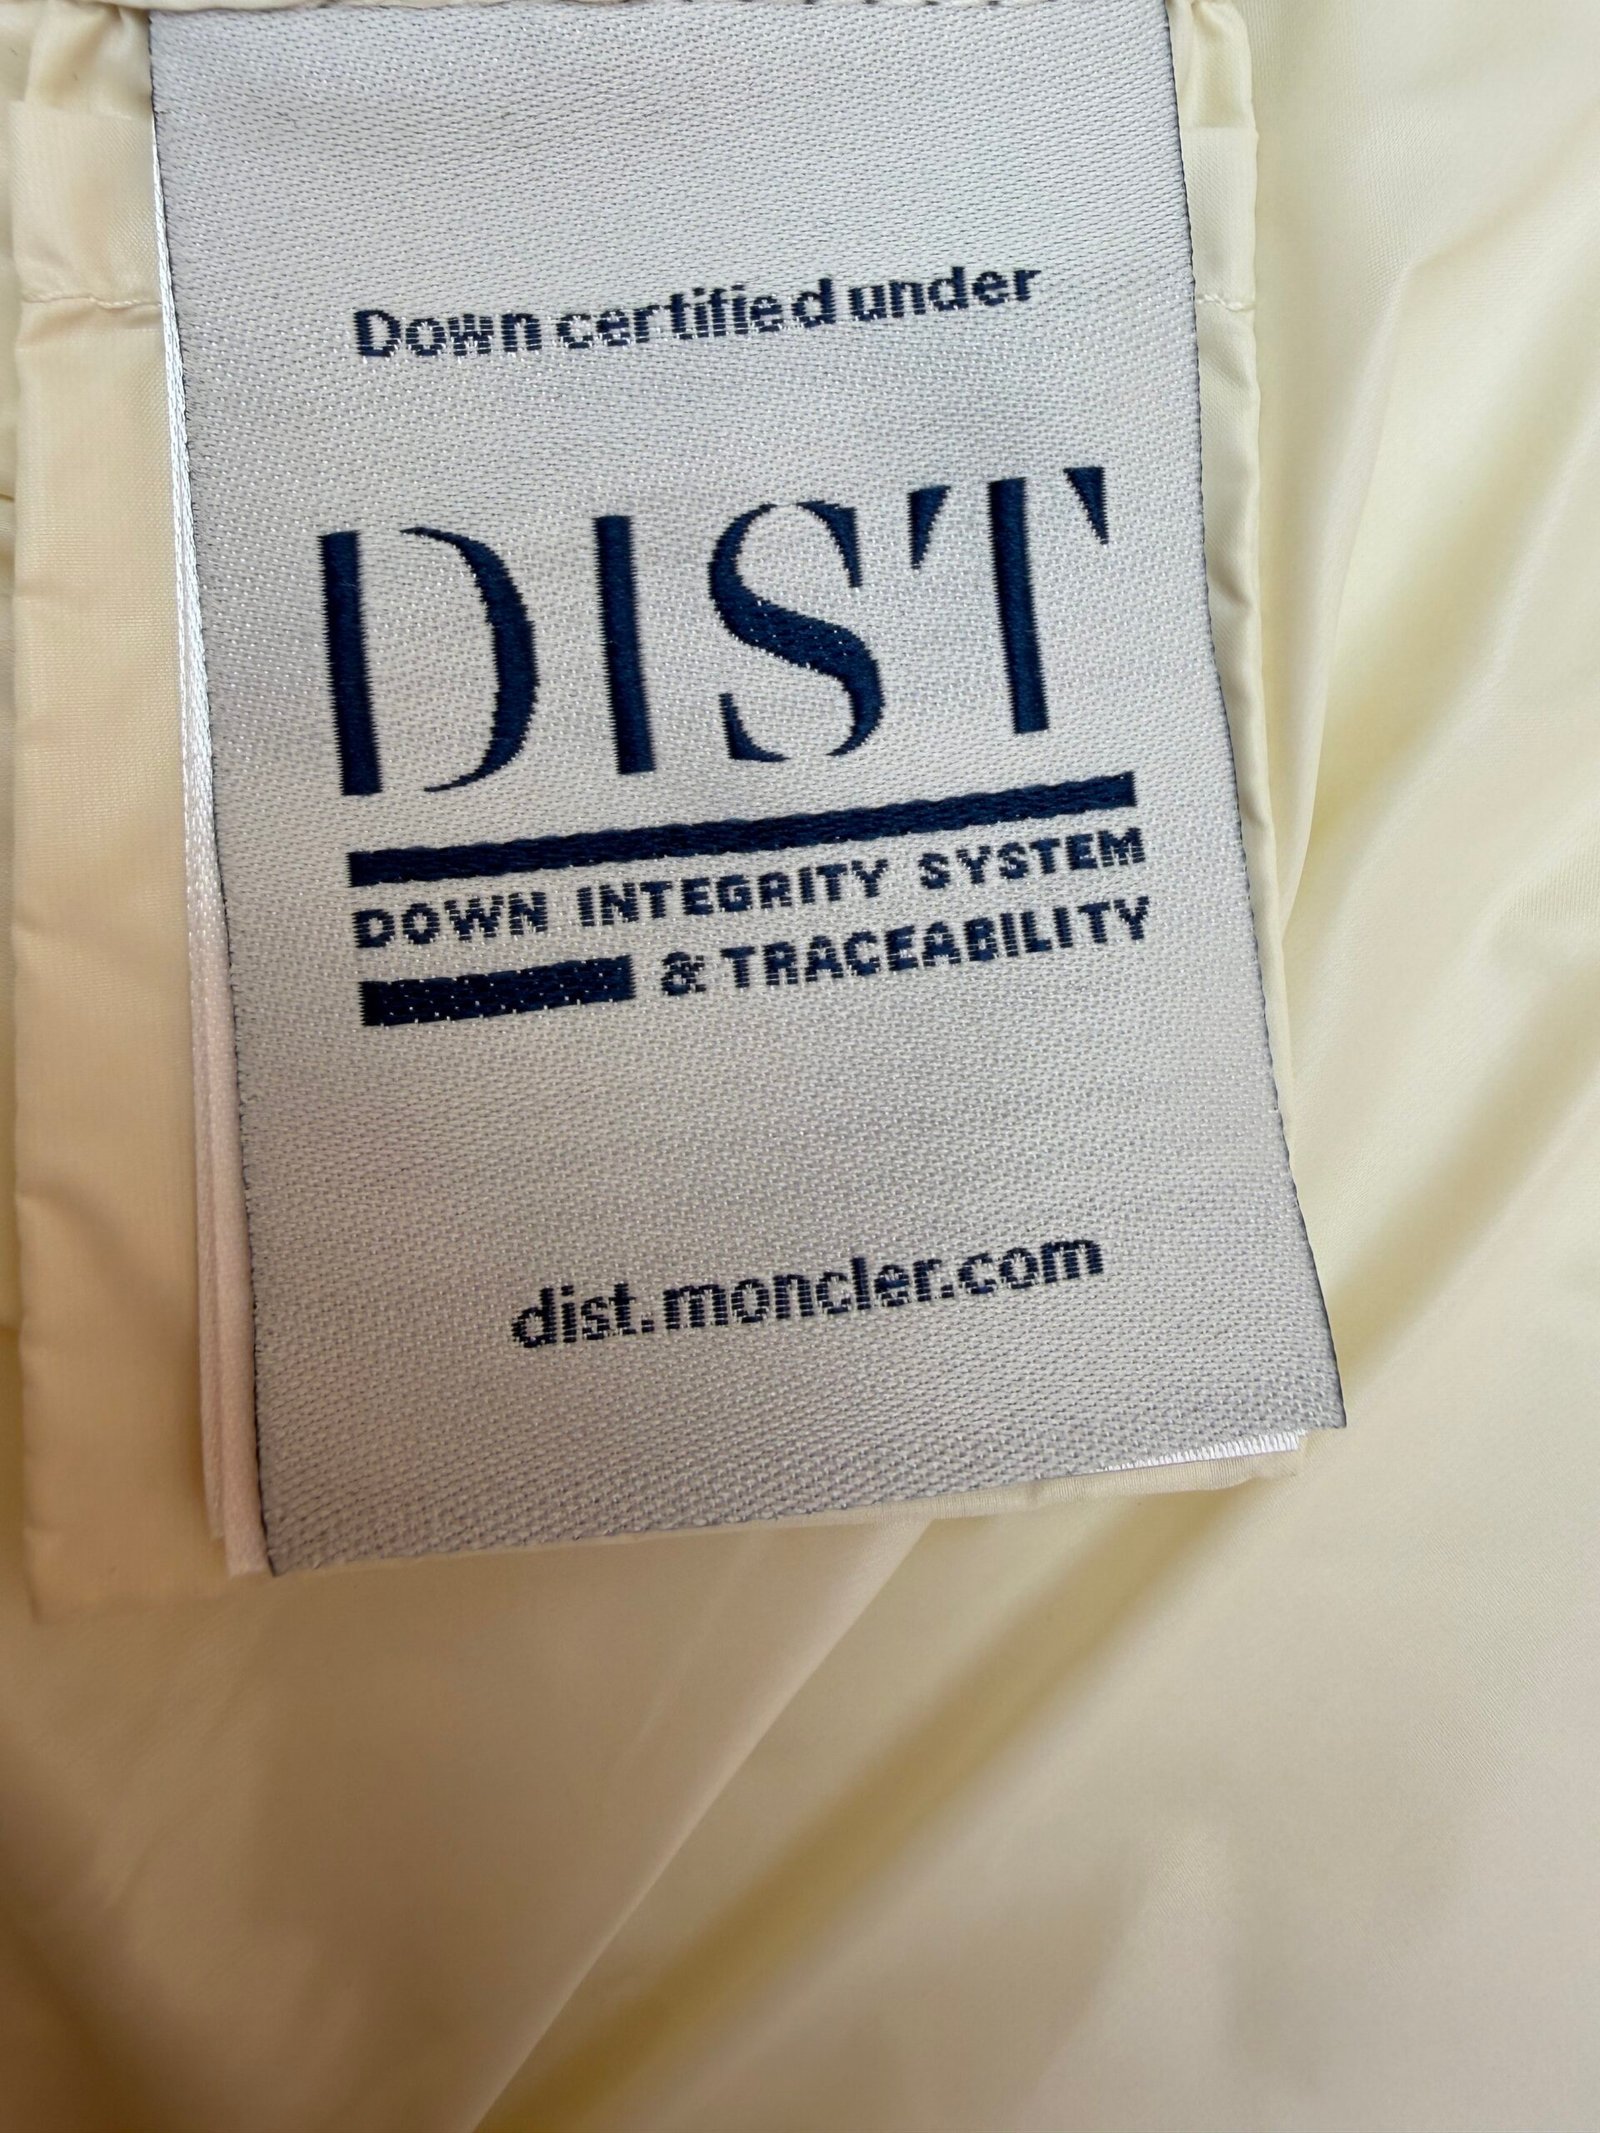 Down certified under
DIST
DOWN INTEGRITY SYSTEM
& TRACEABILITY
dist.moncler.com